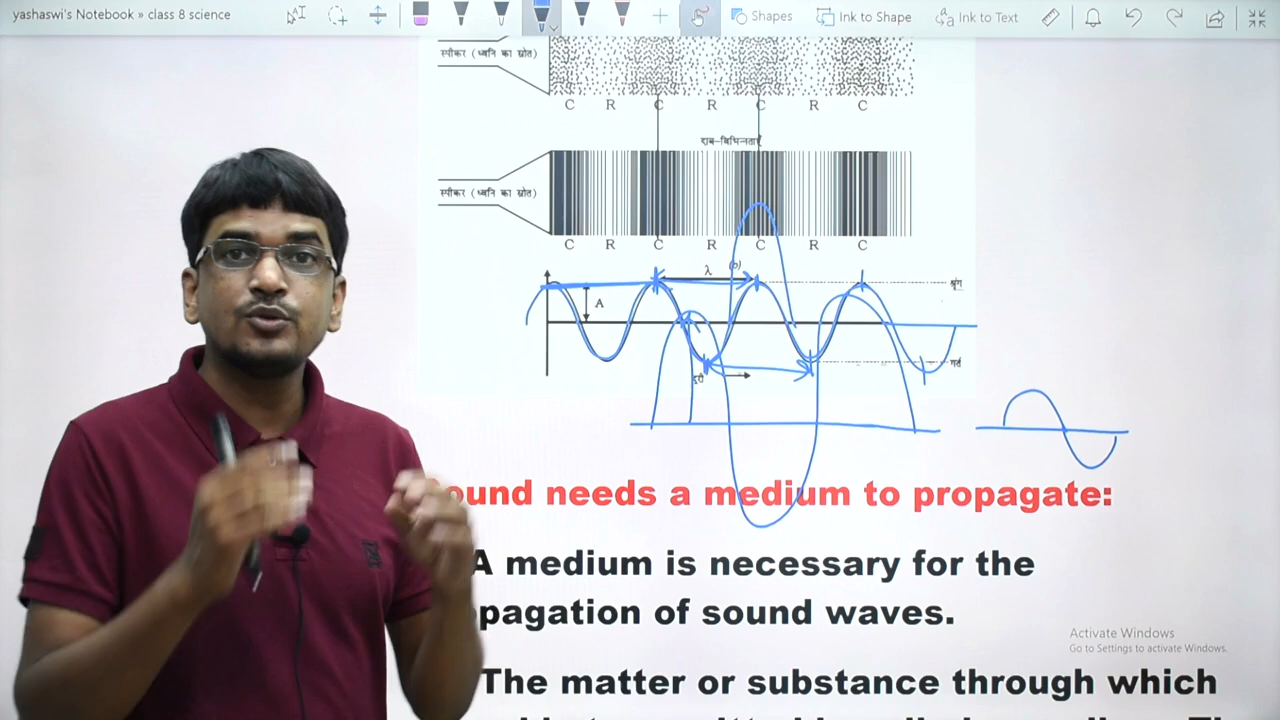 yashaswi's Notebook » class 8 science
Shapes
Ink to Shape
Ink to Text
स्पीकर (ध्वनि का स्रोत)
C R C R C R C
दाब-विभिन्नताएँ
स्पीकर (ध्वनि का स्रोत)
C R C R C R C
(b)
λ
शृंग
A
गर्त
दूरी
ound needs a medium to propagate:
A medium is necessary for the
pagation of sound waves.
Activate Windows
Go to Settings to activate Windows.
The matter or substance through which